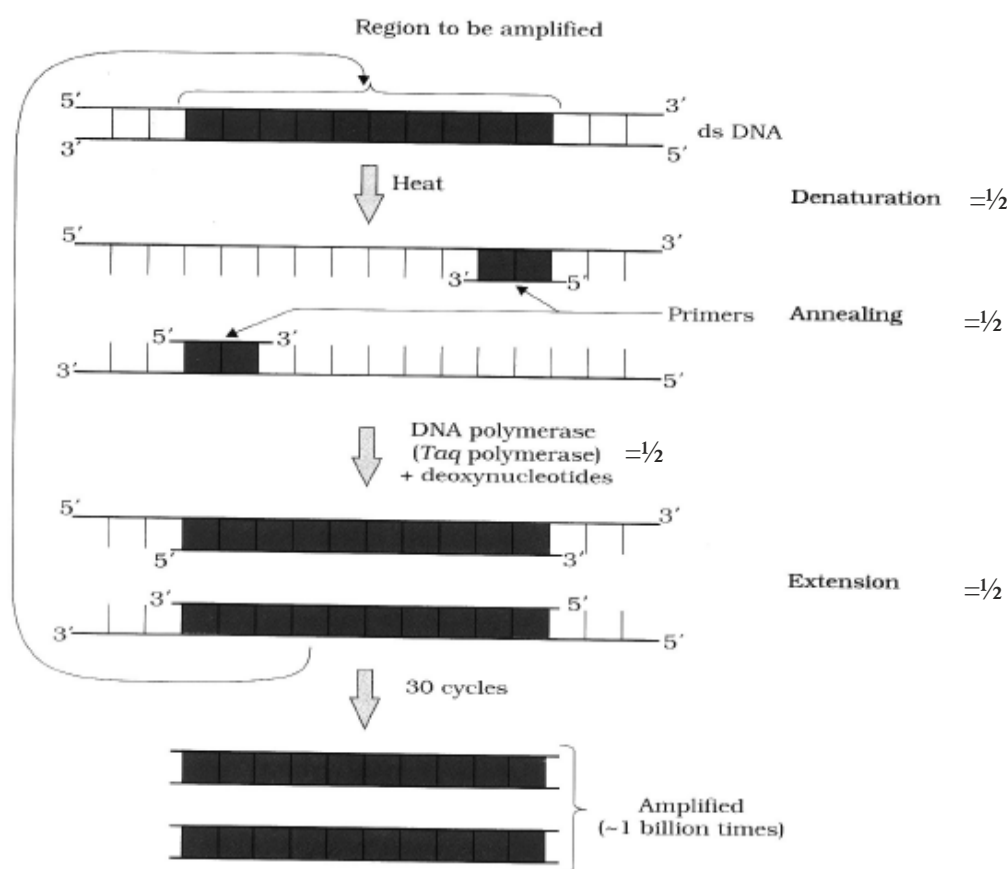 Region to be amplified
5′ 3′
ds DNA
3′ 5′
Heat
Denaturation =½
5′ 3′
3′ 5′
Primers Annealing =½
5′ 3′
3′ 5′
DNA polymerase
(Taq polymerase) =½
+ deoxynucleotides
5′ 3′
5′ 3′
Extension =½
3′ 5′
3′ 5′
30 cycles
Amplified
(~1 billion times)